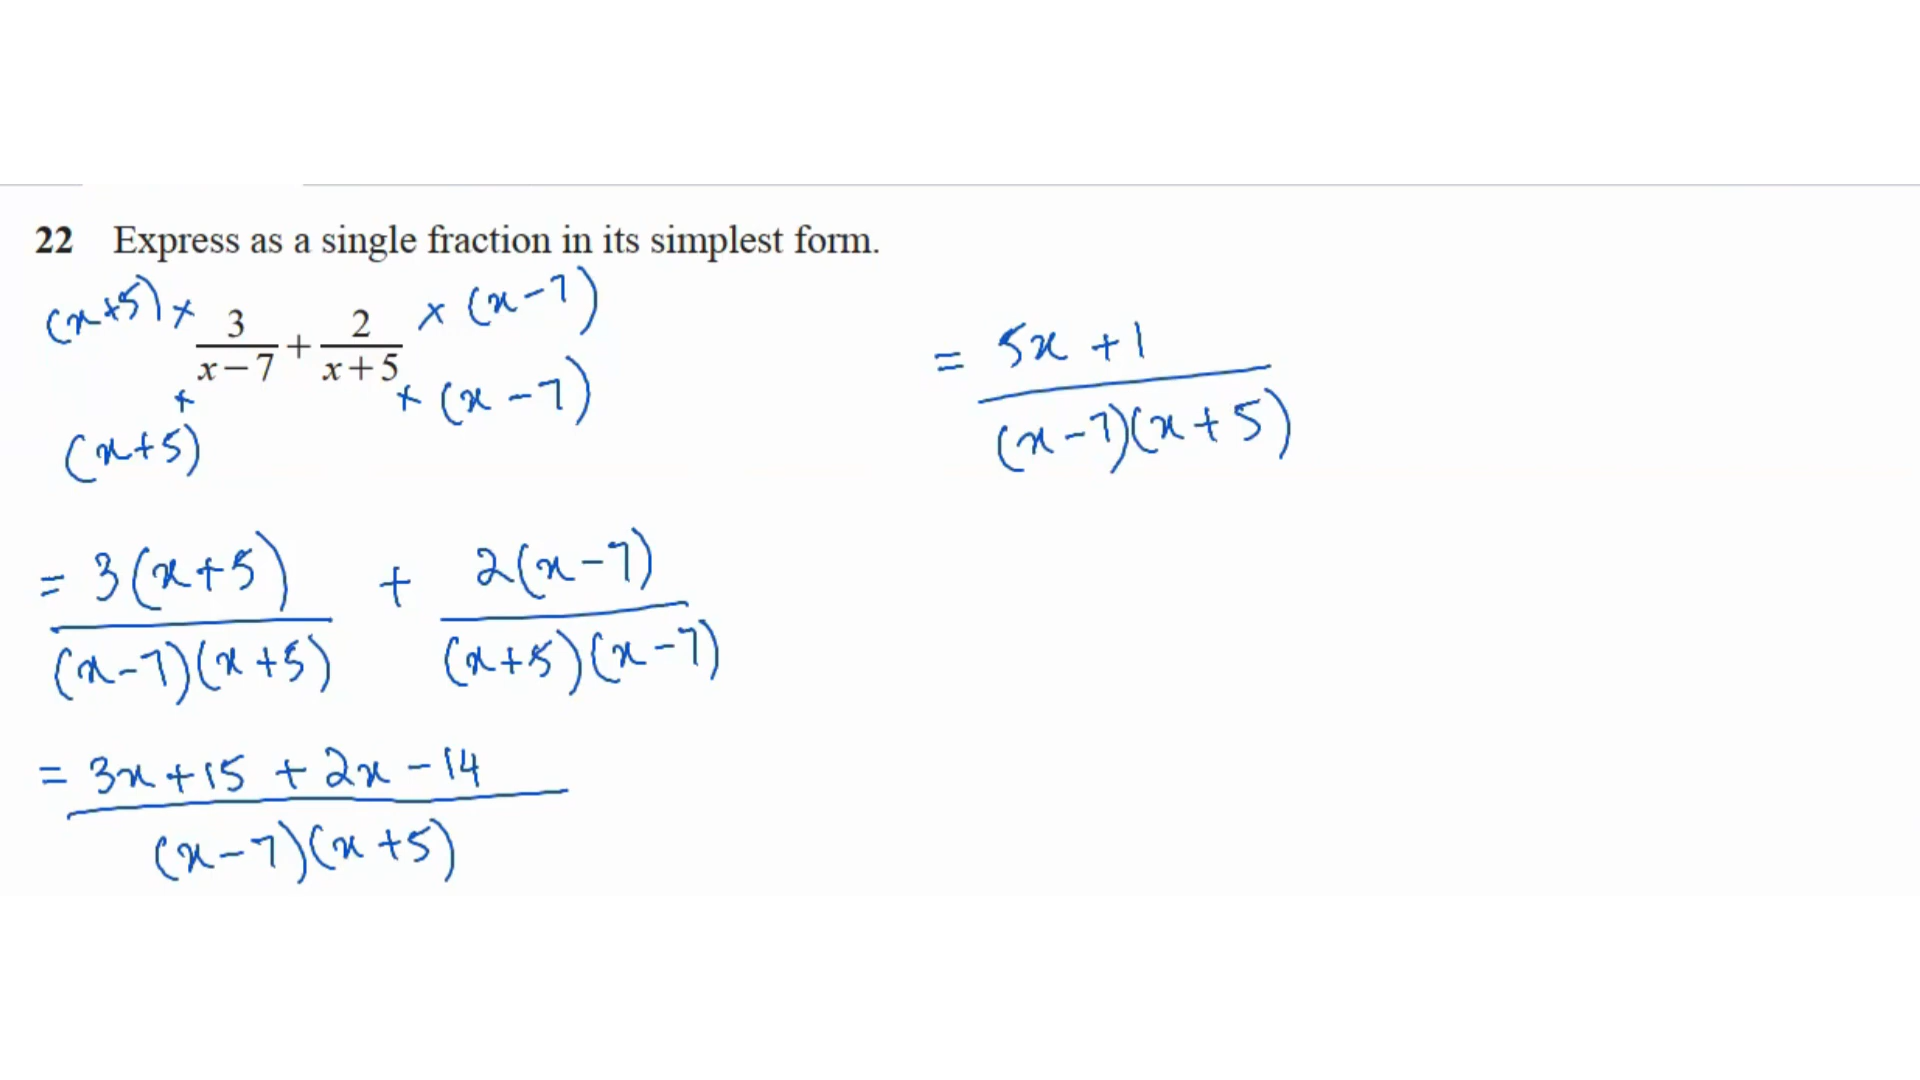 22 Express as a single fraction in its simplest form.
(x+5) × 3/(x−7) + 2/(x+5) × (x−7)
× (x+5) × (x−7)
= 3(x+5)/((x−7)(x+5)) + 2(x−7)/((x+5)(x−7))
= (3x+15+2x−14)/((x−7)(x+5))
= (5x+1)/((x−7)(x+5))